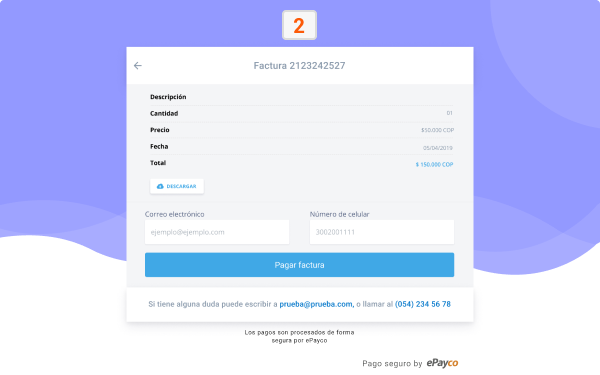 2
Factura 2123242527
Descripción
Cantidad 01
Precio $50.000 COP
Fecha 05/04/2019
Total $ 150.000 COP
DESCARGAR
Correo electrónico Número de celular
ejemplo@ejemplo.com 3002001111
Pagar factura
Si tiene alguna duda puede escribir a prueba@prueba.com, o llamar al (054) 234 56 78
Los pagos son procesados de forma
segura por ePayco
Pago seguro by ePayco